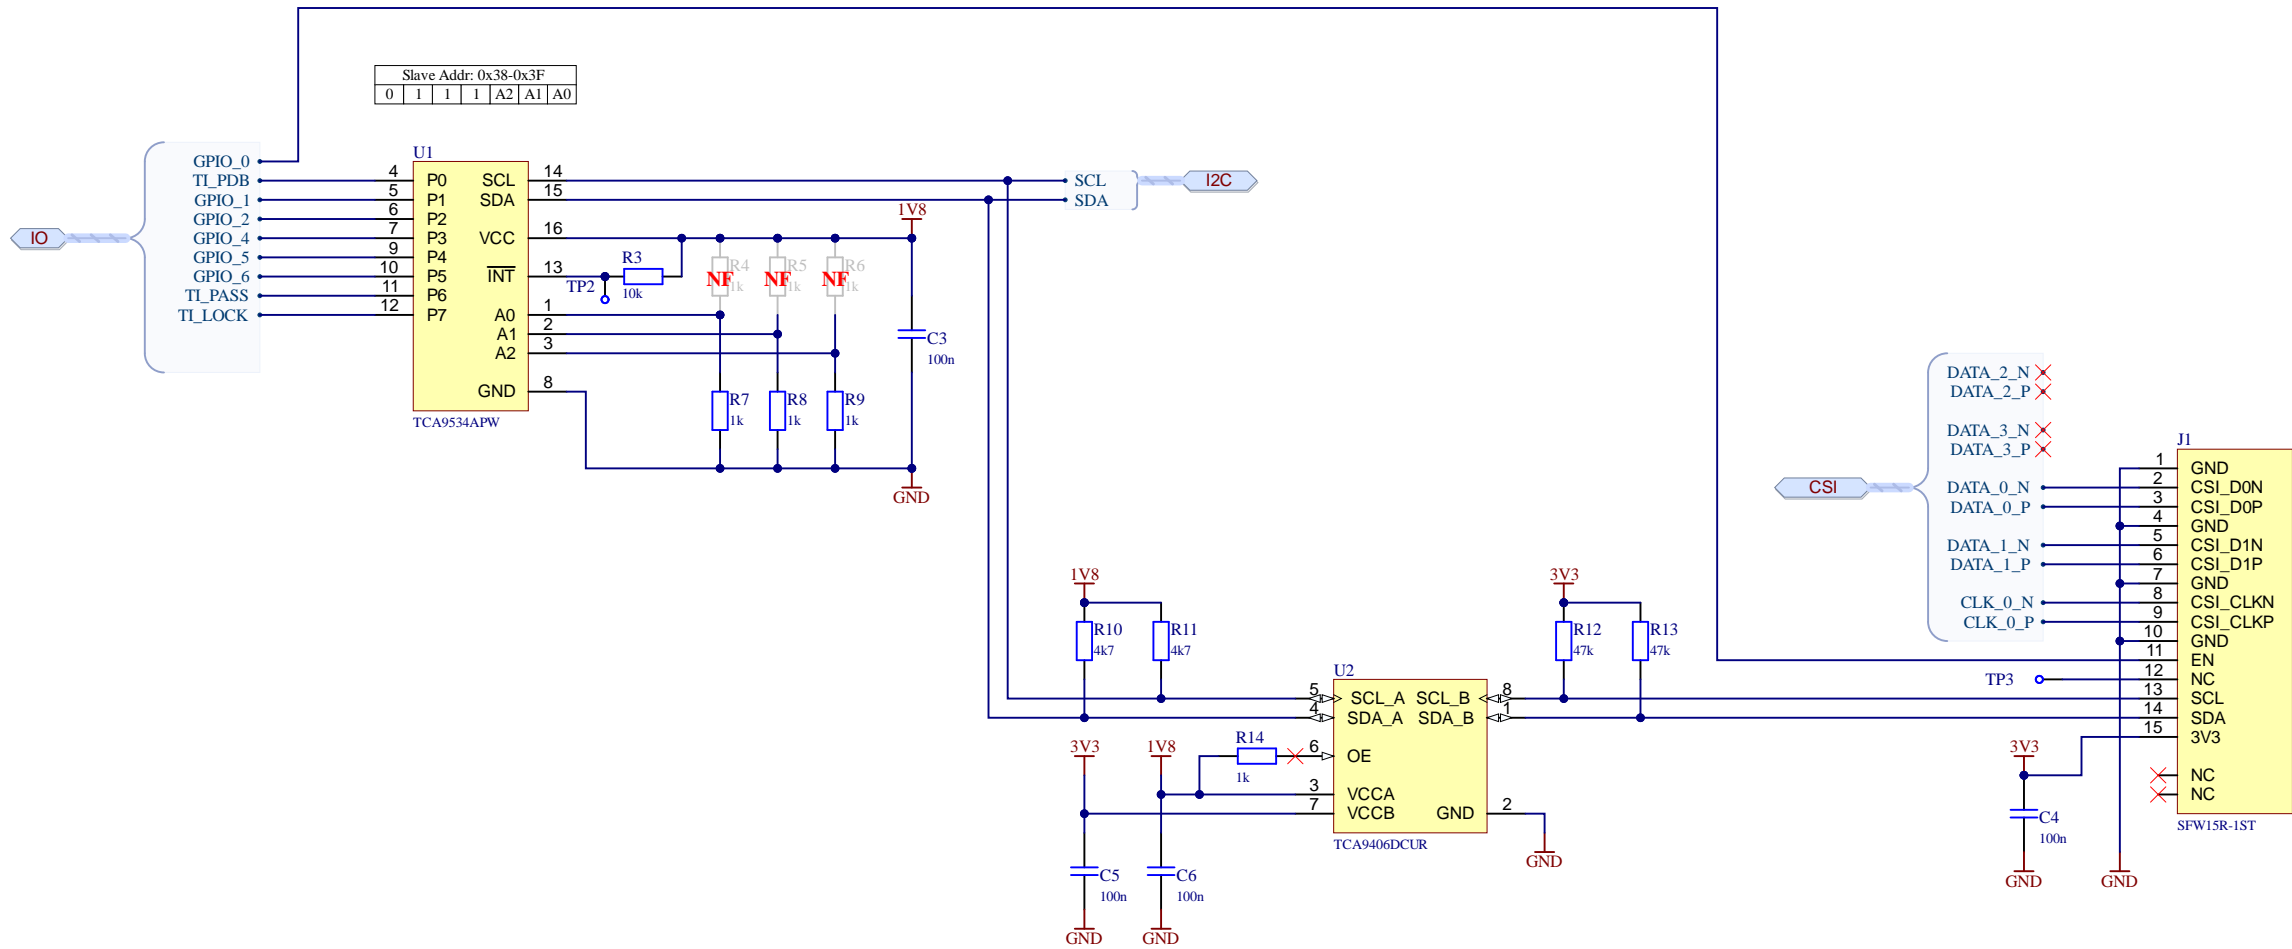 Slave Addr: 0x38-0x3F
0 1 1 1 A2 A1 A0
IO
GPIO_0
TI_PDB
GPIO_1
GPIO_2
GPIO_4
GPIO_5
GPIO_6
TI_PASS
TI_LOCK
U1
4 P0 SCL 14
5 P1 SDA 15
6 P2
7 P3 VCC 16
9 P4
10 P5 INT 13
11 P6
12 P7 A0 1
A1 2
A2 3
GND 8
TCA9534APW
SCL
SDA
I2C
1V8
R3
10k
TP2
R4
NF
1k
R5
NF
1k
R6
NF
1k
C3
100n
R7
1k
R8
1k
R9
1k
GND
CSI
DATA_2_N
DATA_2_P
DATA_3_N
DATA_3_P
DATA_0_N
DATA_0_P
DATA_1_N
DATA_1_P
CLK_0_N
CLK_0_P
J1
1 GND
2 CSI_D0N
3 CSI_D0P
4 GND
5 CSI_D1N
6 CSI_D1P
7 GND
8 CSI_CLKN
9 CSI_CLKP
10 GND
11 EN
12 NC
13 SCL
14 SDA
15 3V3
NC
NC
SFW15R-1ST
TP3
3V3
C4
100n
GND
GND
1V8
R10
4k7
R11
4k7
3V3
R12
47k
R13
47k
U2
5 SCL_A SCL_B 8
4 SDA_A SDA_B 1
6 OE
3 VCCA
7 VCCB GND 2
TCA9406DCUR
R14
1k
3V3
1V8
C5
100n
C6
100n
GND
GND
GND